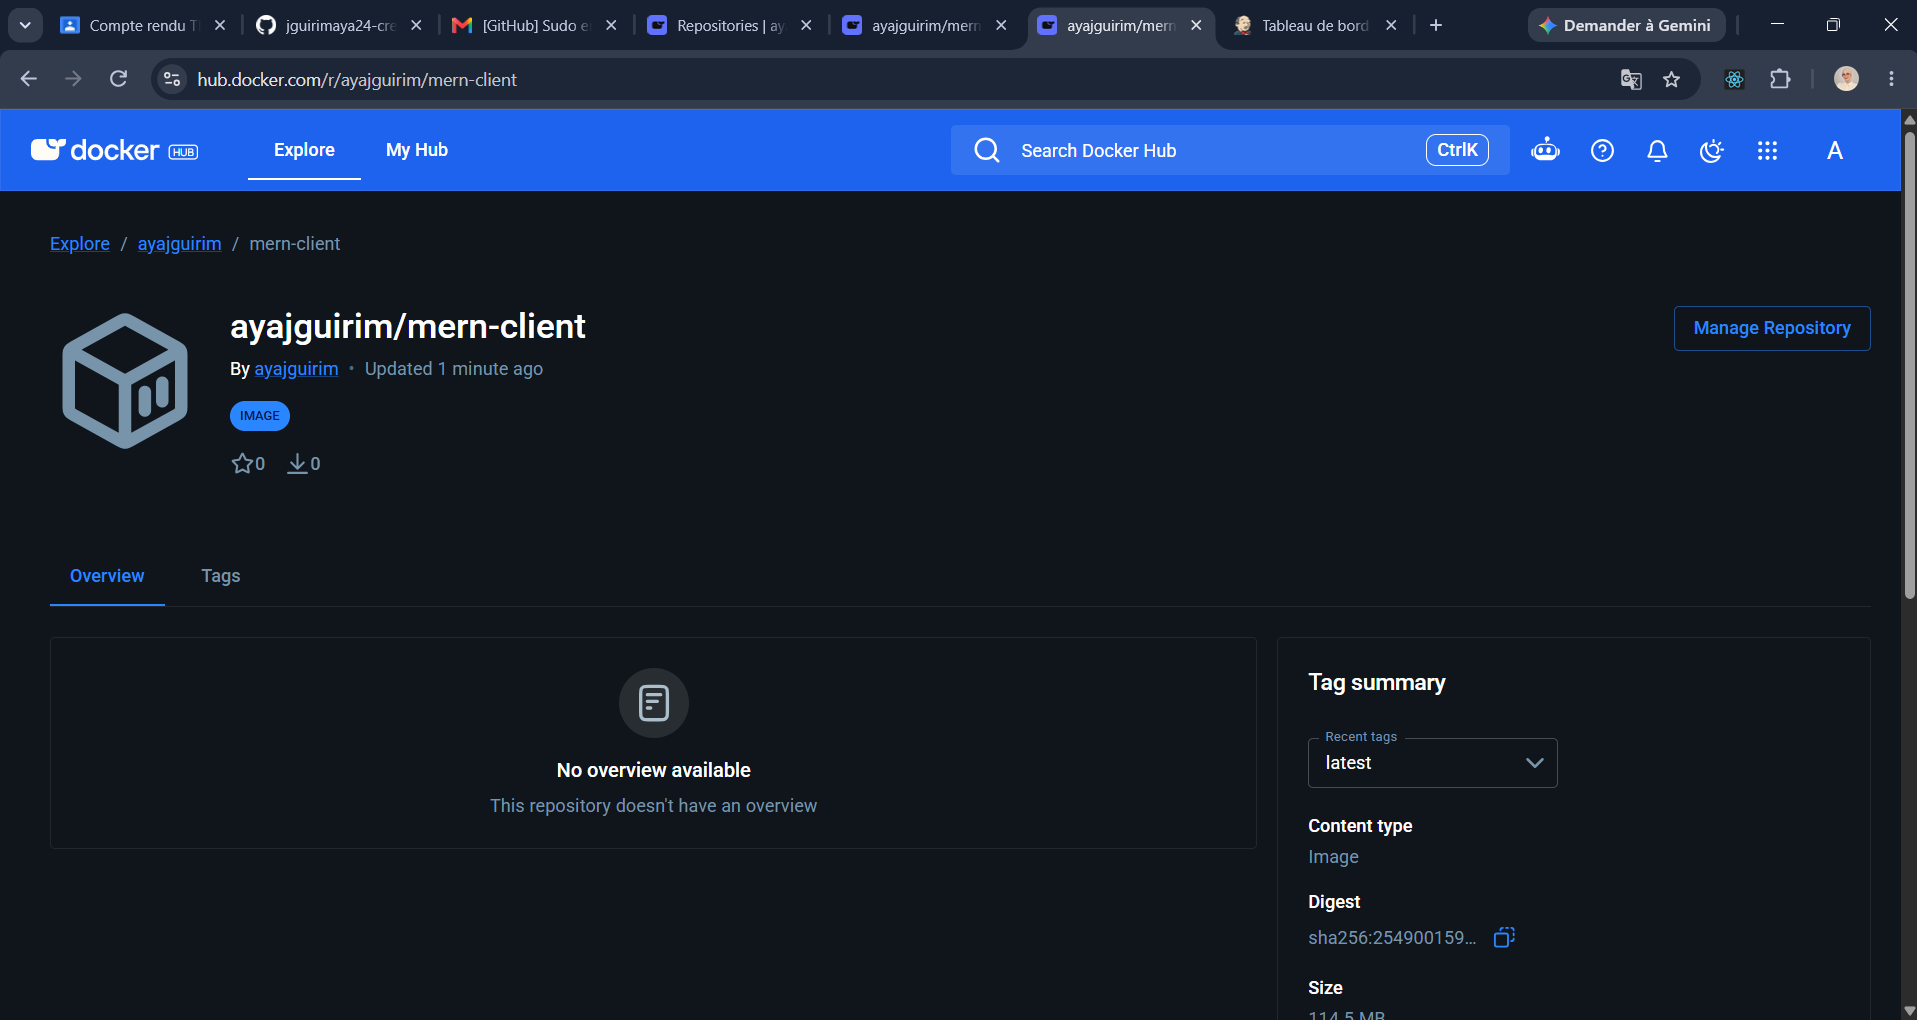 Compte rendu T
jguirimaya24-cre
[GitHub] Sudo e
Repositories | ay
ayajguirim/mern
ayajguirim/mern
Tableau de bord
Demander à Gemini
hub.docker.com/r/ayajguirim/mern-client
docker HUB
Explore
My Hub
Search Docker Hub
CtrlK
A
Explore / ayajguirim / mern-client
ayajguirim/mern-client
Manage Repository
By ayajguirim • Updated 1 minute ago
IMAGE
0 0
Overview
Tags
No overview available
This repository doesn't have an overview
Tag summary
Recent tags
latest
Content type
Image
Digest
sha256:254900159...
Size
114.5 MB